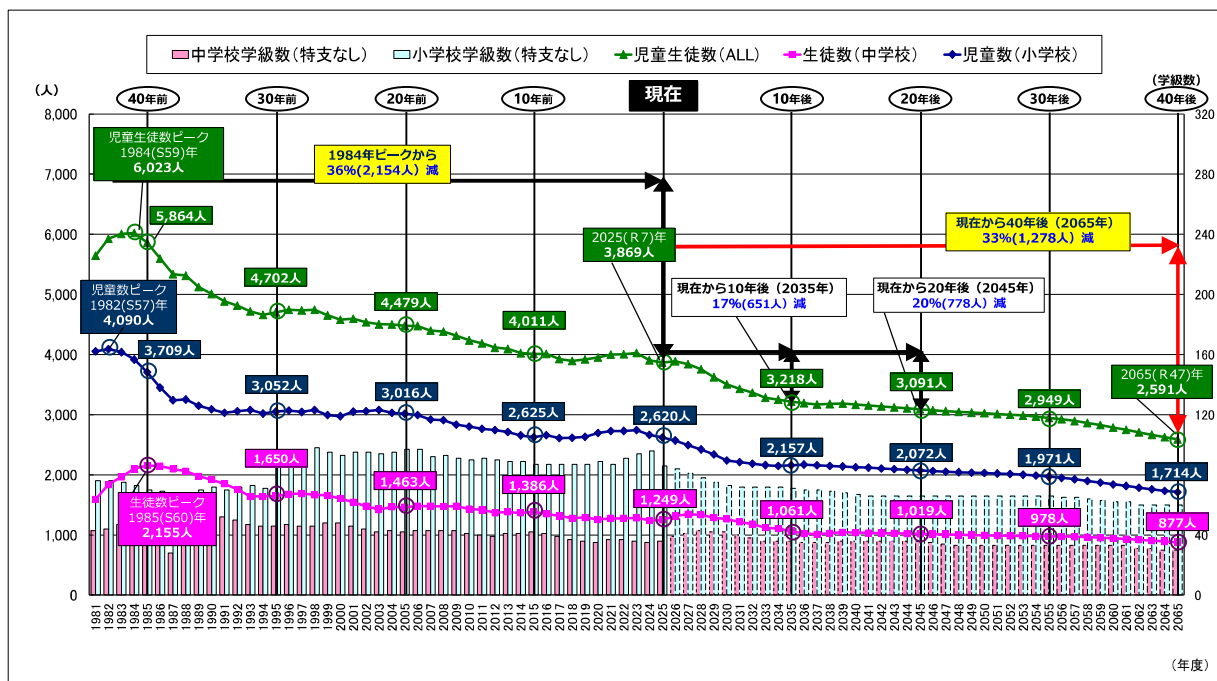 中学校学級数(特支なし) 小学校学級数(特支なし) 児童生徒数(ALL) 生徒数(中学校) 児童数(小学校)
(人)
(学級数)
40年前 30年前 20年前 10年前 現在 10年後 20年後 30年後 40年後
8,000
7,000
6,000
5,000
4,000
3,000
2,000
1,000
0
320
280
240
200
160
120
80
40
0
児童生徒数ピーク
1984(S59)年
6,023人
1984年ピークから
36%(2,154人)減
5,864人
2025(R7)年
3,869人
現在から40年後(2065年)
33%(1,278人)減
児童数ピーク
1982(S57)年
4,090人
4,702人
4,479人
4,011人
現在から10年後(2035年)
17%(651人)減
現在から20年後(2045年)
20%(778人)減
3,709人
3,052人
3,016人
2,625人
2,620人
3,218人
3,091人
2,949人
2065(R47)年
2,591人
2,157人
2,072人
1,971人
1,714人
生徒数ピーク
1985(S60)年
2,155人
1,650人
1,463人
1,386人
1,249人
1,061人
1,019人
978人
877人
1981 1982 1983 1984 1985 1986 1987 1988 1989 1990 1991 1992 1993 1994 1995 1996 1997 1998 1999 2000 2001 2002 2003 2004 2005 2006 2007 2008 2009 2010 2011 2012 2013 2014 2015 2016 2017 2018 2019 2020 2021 2022 2023 2024 2025 2026 2027 2028 2029 2030 2031 2032 2033 2034 2035 2036 2037 2038 2039 2040 2041 2042 2043 2044 2045 2046 2047 2048 2049 2050 2051 2052 2053 2054 2055 2056 2057 2058 2059 2060 2061 2062 2063 2064 2065
(年度)